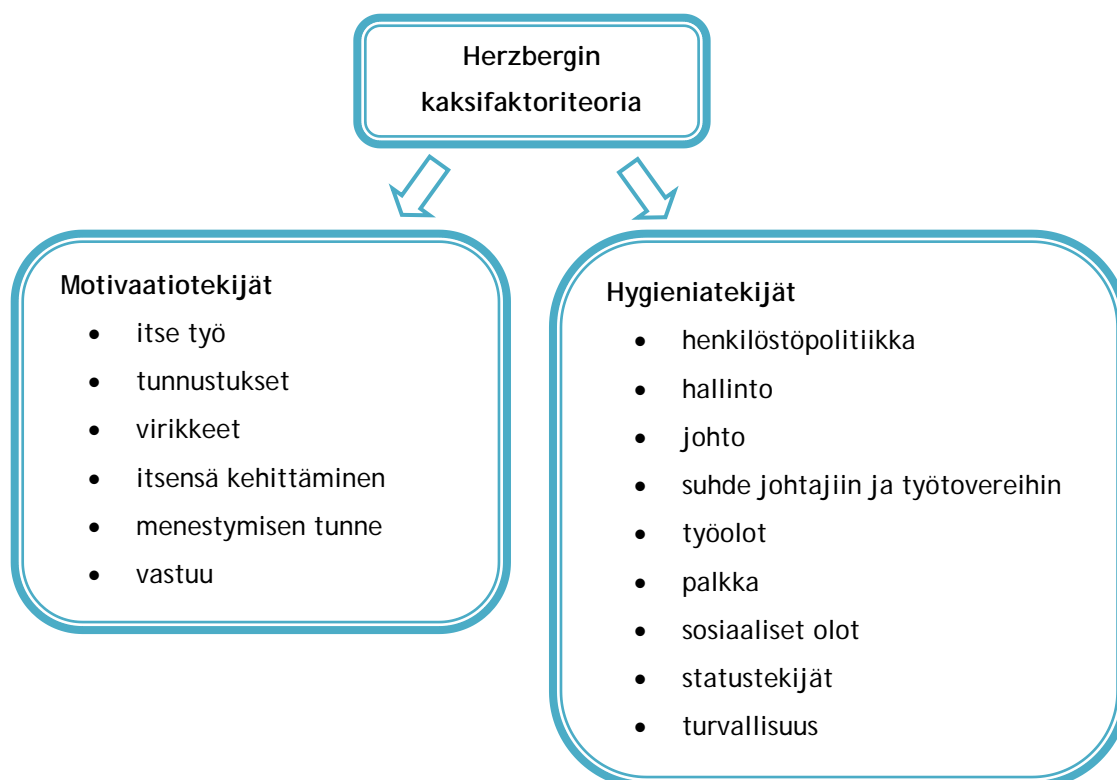 Herzbergin
kaksifaktoriteoria
Motivaatiotekijät
• itse työ
• tunnustukset
• virikkeet
• itsensä kehittäminen
• menestymisen tunne
• vastuu
Hygieniatekijät
• henkilöstöpolitiikka
• hallinto
• johto
• suhde johtajiin ja työtovereihin
• työolot
• palkka
• sosiaaliset olot
• statustekijät
• turvallisuus